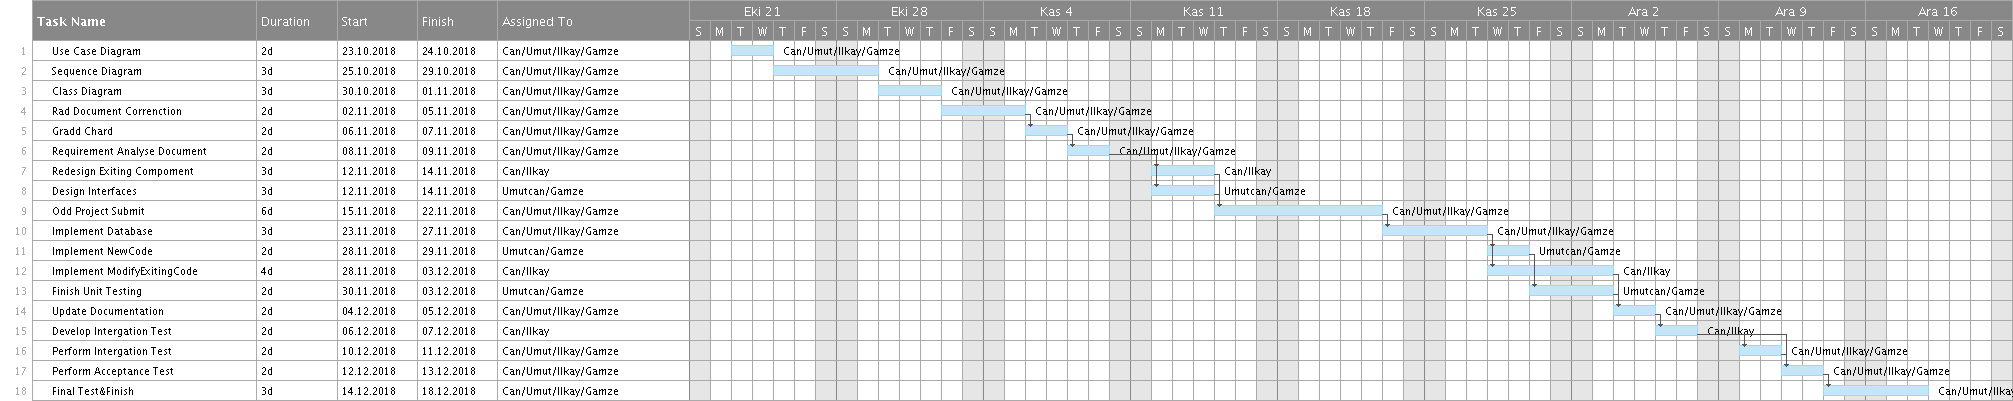 Task Name Duration Start Finish Assigned To Eki 21 Eki 28 Kas 4 Kas 11 Kas 18 Kas 25 Ara 2 Ara 9 Ara 16
S M T W T F S S M T W T F S S M T W T F S S M T W T F S S M T W T F S S M T W T F S S M T W T F S S M T W T F S S M T W T F S
1 Use Case Diagram 2d 23.10.2018 24.10.2018 Can/Umut/Ilkay/Gamze Can/Umut/Ilkay/Gamze
2 Sequence Diagram 3d 25.10.2018 29.10.2018 Can/Umut/Ilkay/Gamze Can/Umut/Ilkay/Gamze
3 Class Diagram 3d 30.10.2018 01.11.2018 Can/Umut/Ilkay/Gamze Can/Umut/Ilkay/Gamze
4 Rad Document Correnction 2d 02.11.2018 05.11.2018 Can/Umut/Ilkay/Gamze Can/Umut/Ilkay/Gamze
5 Gradd Chard 2d 06.11.2018 07.11.2018 Can/Umut/Ilkay/Gamze Can/Umut/Ilkay/Gamze
6 Requirement Analyse Document 2d 08.11.2018 09.11.2018 Can/Umut/Ilkay/Gamze Can/Umut/Ilkay/Gamze
7 Redesign Exiting Compoment 3d 12.11.2018 14.11.2018 Can/Ilkay Can/Ilkay
8 Design Interfaces 3d 12.11.2018 14.11.2018 Umutcan/Gamze Umutcan/Gamze
9 Odd Project Submit 6d 15.11.2018 22.11.2018 Can/Umut/Ilkay/Gamze Can/Umut/Ilkay/Gamze
10 Implement Database 3d 23.11.2018 27.11.2018 Can/Umut/Ilkay/Gamze Can/Umut/Ilkay/Gamze
11 Implement NewCode 2d 28.11.2018 29.11.2018 Umutcan/Gamze Umutcan/Gamze
12 Implement ModifyExitingCode 4d 28.11.2018 03.12.2018 Can/Ilkay Can/Ilkay
13 Finish Unit Testing 2d 30.11.2018 03.12.2018 Umutcan/Gamze Umutcan/Gamze
14 Update Documentation 2d 04.12.2018 05.12.2018 Can/Umut/Ilkay/Gamze Can/Umut/Ilkay/Gamze
15 Develop Intergation Test 2d 06.12.2018 07.12.2018 Can/Ilkay Can/Ilkay
16 Perform Intergation Test 2d 10.12.2018 11.12.2018 Can/Umut/Ilkay/Gamze Can/Umut/Ilkay/Gamze
17 Perform Acceptance Test 2d 12.12.2018 13.12.2018 Can/Umut/Ilkay/Gamze Can/Umut/Ilkay/Gamze
18 Final Test&Finish 3d 14.12.2018 18.12.2018 Can/Umut/Ilkay/Gamze Can/Umut/Ilkay